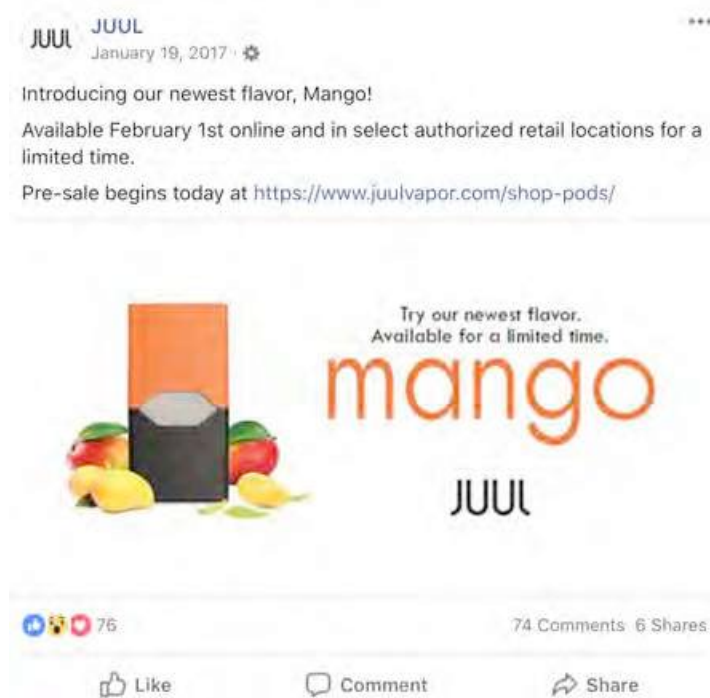 JUUL
JUUL
January 19, 2017 ·
Introducing our newest flavor, Mango!
Available February 1st online and in select authorized retail locations for a
limited time.
Pre-sale begins today at https://www.juulvapor.com/shop-pods/
Try our newest flavor.
Available for a limited time.
mango
JUUL
76
74 Comments 6 Shares
Like
Comment
Share